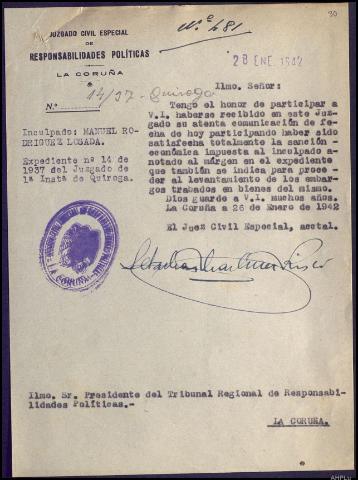 30
JUZGADO CIVIL ESPECIAL
DE
RESPONSABILIDADES POLÍTICAS
LA CORUÑA
Nº 481
28 ENE. 1942
N.º 14/37 - Quiroga
Ilmo. Señor:
Tengo el honor de participar a
V.I. haberse recibido en este Juz-
gado su atenta comunicación de fe-
cha de hoy participando haber sido
satisfecha totalmente la sanción e-
económica impuesta al inculpado a-
notado al márgen en el expediente
que también se indica para proce-
der al levantamiento de los embar-
gos trabados en bienes del mismo.
Dios guarde a V.I. muchos años.
La Coruña a 26 de Enero de 1942
El Juez Civil Especial, acctal.
Inculpado: MANUEL RO-
DRIGUEZ LOSADA.
Expediente nº 14 de
1937 del Juzgado de
1ª Instª de Quiroga.
LA CORUÑA
Ilmo. Sr. Presidente del Tribunal Regional de Responsabi-
lidades Políticas.-
LA CORUÑA.
AHPLu